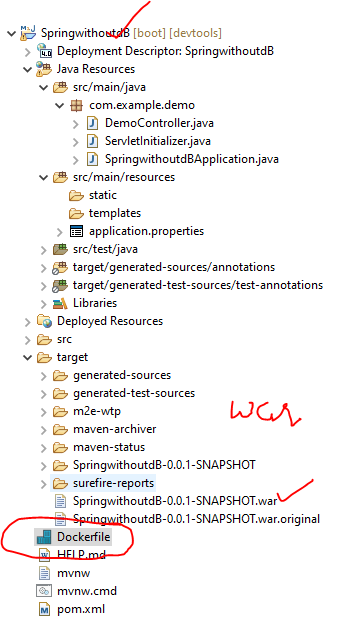 SpringwithoutdB [boot] [devtools]
Deployment Descriptor: SpringwithoutdB
Java Resources
src/main/java
com.example.demo
DemoController.java
ServletInitializer.java
SpringwithoutdBApplication.java
src/main/resources
static
templates
application.properties
src/test/java
target/generated-sources/annotations
target/generated-test-sources/test-annotations
Libraries
Deployed Resources
src
target
generated-sources
generated-test-sources
m2e-wtp
maven-archiver
war
maven-status
SpringwithoutdB-0.0.1-SNAPSHOT
surefire-reports
SpringwithoutdB-0.0.1-SNAPSHOT.war
SpringwithoutdB-0.0.1-SNAPSHOT.war.original
Dockerfile
HELP.md
mvnw
mvnw.cmd
pom.xml